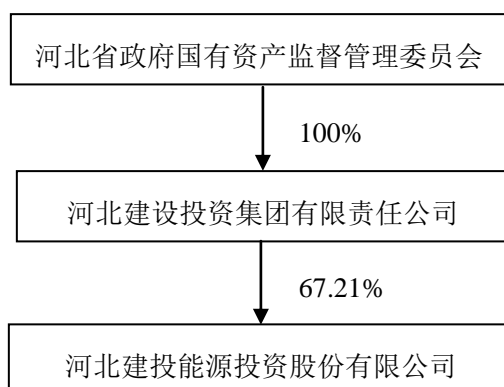 河北省政府国有资产监督管理委员会
100%
河北建设投资集团有限责任公司
67.21%
河北建投能源投资股份有限公司